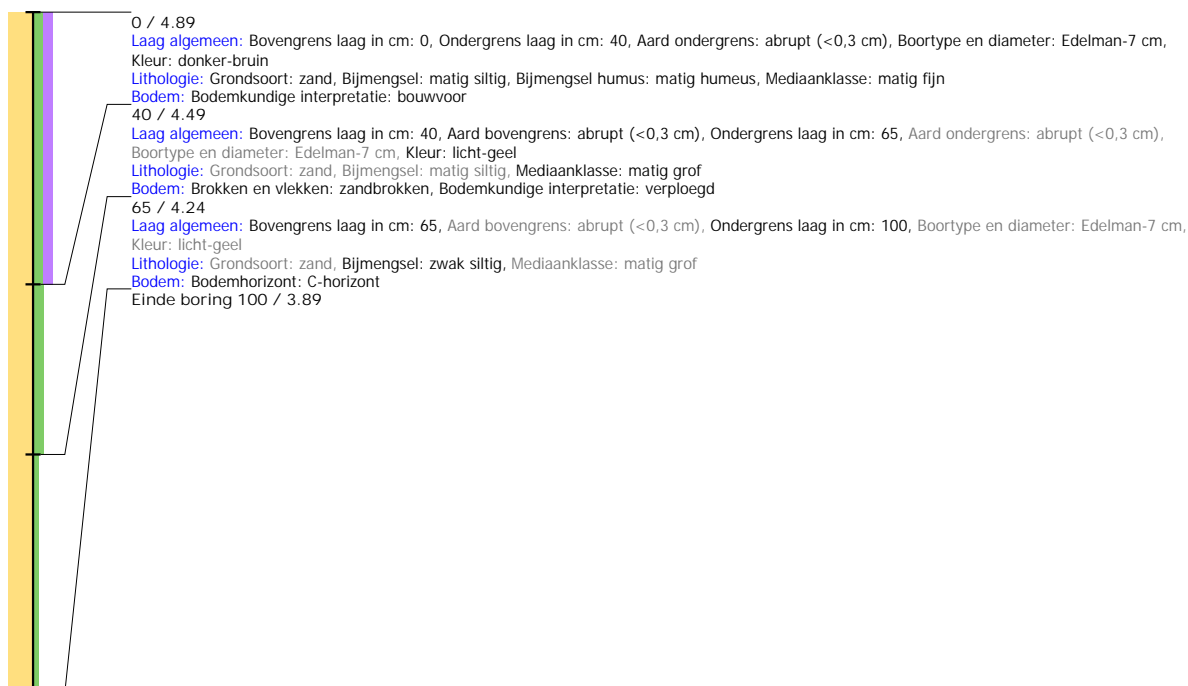 0 / 4.89
Laag algemeen: Bovengrens laag in cm: 0, Ondergrens laag in cm: 40, Aard ondergrens: abrupt (<0,3 cm), Boortype en diameter: Edelman-7 cm,
Kleur: donker-bruin
Lithologie: Grondsoort: zand, Bijmengsel: matig siltig, Bijmengsel humus: matig humeus, Mediaanklasse: matig fijn
Bodem: Bodemkundige interpretatie: bouwvoor
40 / 4.49
Laag algemeen: Bovengrens laag in cm: 40, Aard bovengrens: abrupt (<0,3 cm), Ondergrens laag in cm: 65, Aard ondergrens: abrupt (<0,3 cm),
Boortype en diameter: Edelman-7 cm, Kleur: licht-geel
Lithologie: Grondsoort: zand, Bijmengsel: matig siltig, Mediaanklasse: matig grof
Bodem: Brokken en vlekken: zandbrokken, Bodemkundige interpretatie: verploegd
65 / 4.24
Laag algemeen: Bovengrens laag in cm: 65, Aard bovengrens: abrupt (<0,3 cm), Ondergrens laag in cm: 100, Boortype en diameter: Edelman-7 cm,
Kleur: licht-geel
Lithologie: Grondsoort: zand, Bijmengsel: zwak siltig, Mediaanklasse: matig grof
Bodem: Bodemhorizont: C-horizont
Einde boring 100 / 3.89